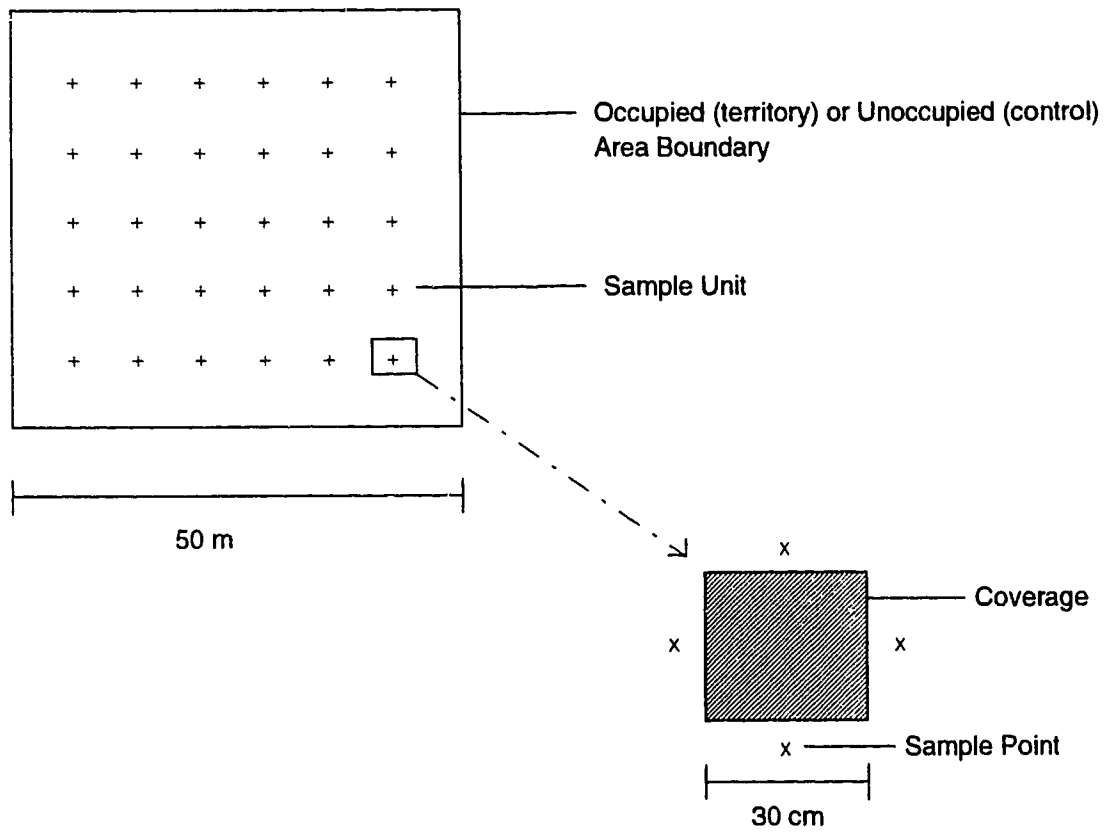 Occupied (territory) or Unoccupied (control)
Area Boundary
Sample Unit
50 m
x
Coverage
x
x
x
Sample Point
30 cm